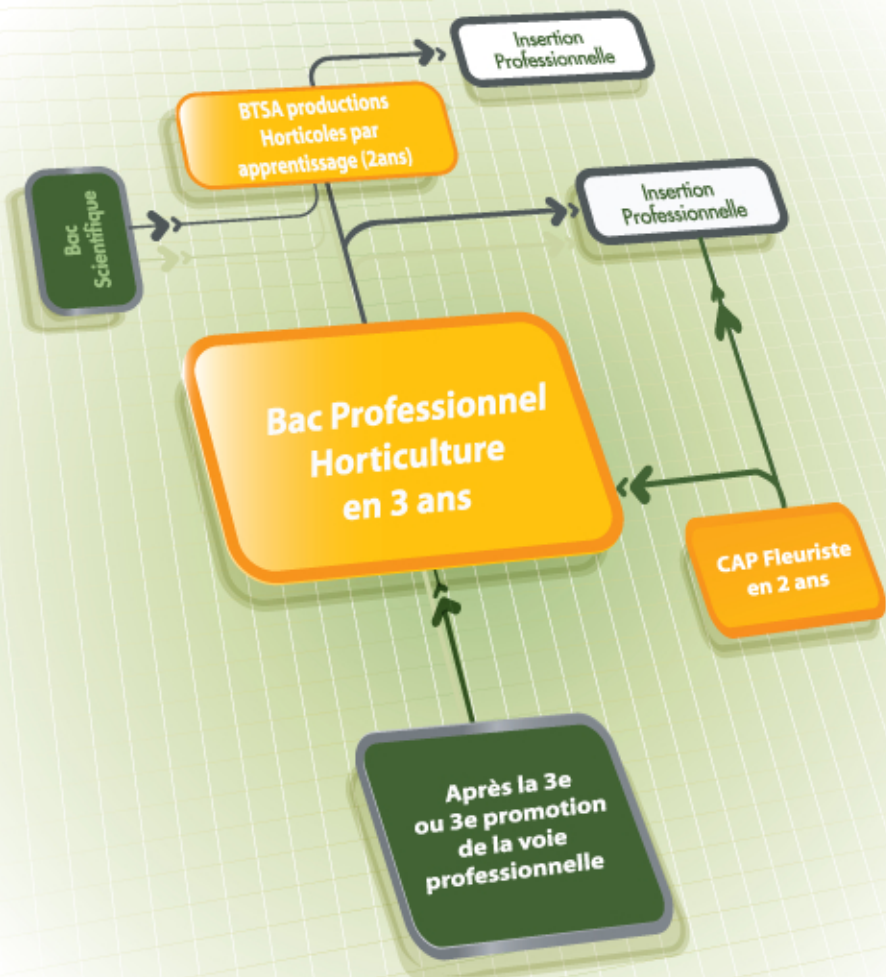 Insertion
Professionnelle
BTSA productions
Horticoles par
apprentissage (2ans)
Bac
Scientifique
Insertion
Professionnelle
Bac Professionnel
Horticulture
en 3 ans
CAP Fleuriste
en 2 ans
Après la 3e
ou 3e promotion
de la voie
professionnelle